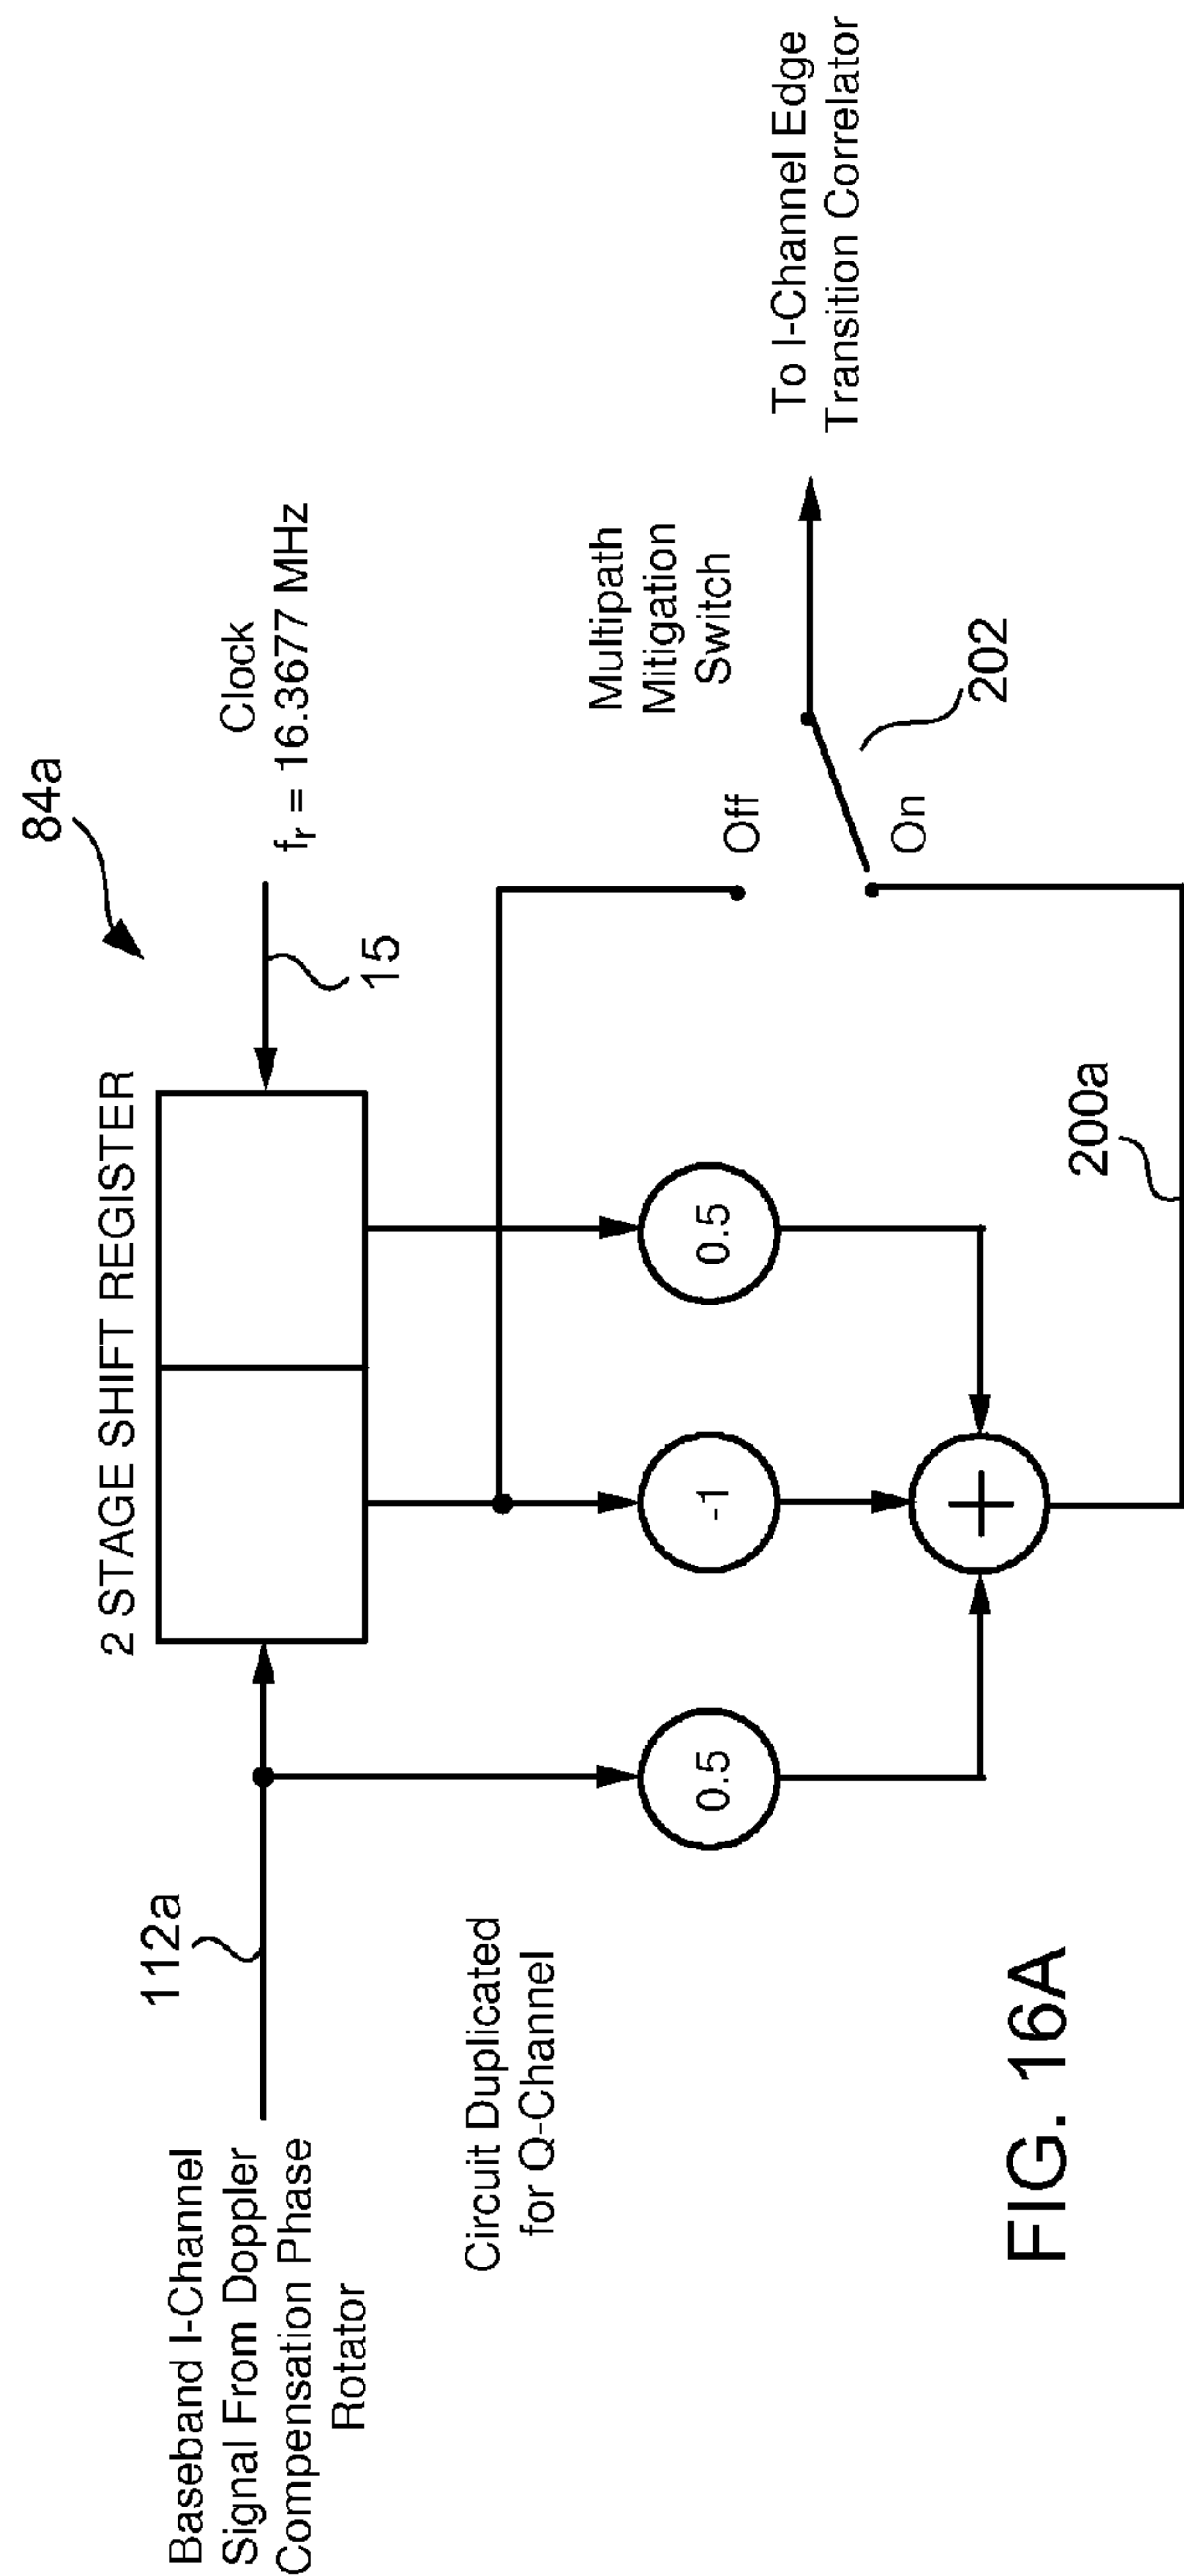 84a
2 STAGE SHIFT REGISTER
112a
Clock
fr = 16.3677 MHz
15
Baseband I-Channel
Signal From Doppler
Compensation Phase
Rotator
Circuit Duplicated
for Q-Channel
0.5
-1
0.5
+
Off
On
Multipath
Mitigation
Switch
202
To I-Channel Edge
Transition Correlator
200a
FIG. 16A